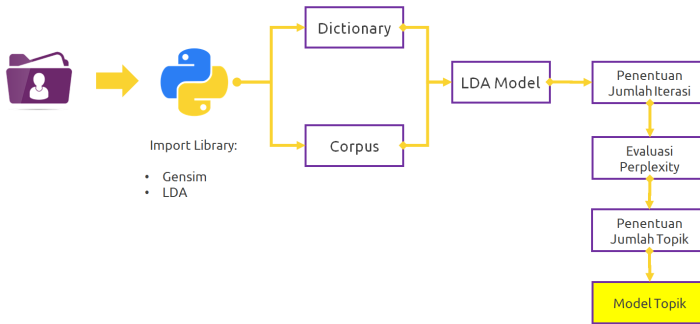 Dictionary
LDA Model
Penentuan
Jumlah Iterasi
Corpus
Import Library:
• Gensim
• LDA
Evaluasi
Perplexity
Penentuan
Jumlah Topik
Model Topik